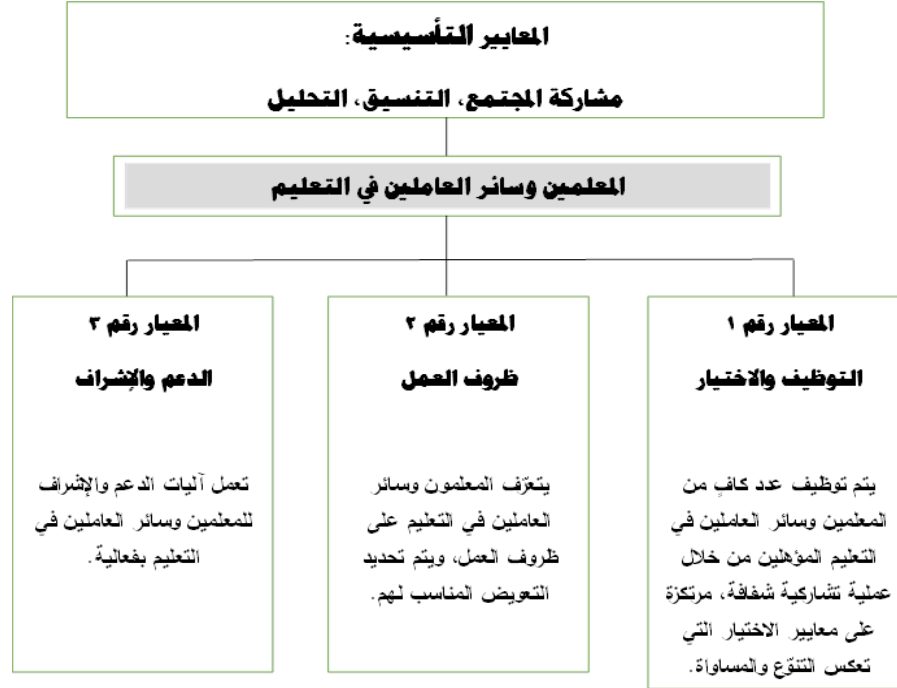 المعايير التأسيسية:
مشاركة المجتمع، التنسيق، التحليل
المعلمين وسائر العاملين في التعليم
المعيار رقم ١
التوظيف والاختيار
يتم توظيف عدد كافٍ من
المعلمين وسائر العاملين في
التعليم المؤهلين من خلال
عملية تشاركية شفافة، مرتكزة
على معايير الاختيار التي
تعكس التنوّع والمساواة.
المعيار رقم ٢
ظروف العمل
يتعرّف المعلمون وسائر
العاملين في التعليم على
ظروف العمل، ويتم تحديد
التعويض المناسب لهم.
المعيار رقم ٣
الدعم والإشراف
تعمل آليات الدعم والإشراف
للمعلمين وسائر العاملين في
التعليم بفعالية.